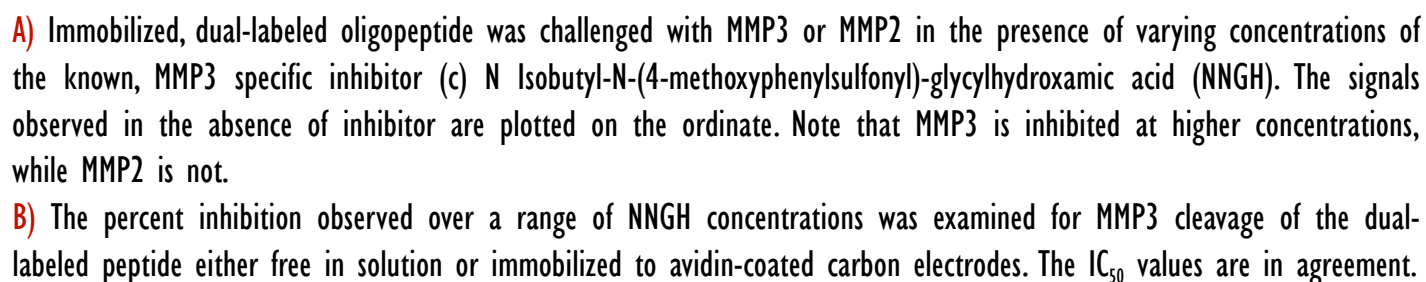 A) Immobilized, dual-labeled oligopeptide was challenged with MMP3 or MMP2 in the presence of varying concentrations of
the known, MMP3 specific inhibitor (c) N Isobutyl-N-(4-methoxyphenylsulfonyl)-glycylhydroxamic acid (NNGH). The signals
observed in the absence of inhibitor are plotted on the ordinate. Note that MMP3 is inhibited at higher concentrations,
while MMP2 is not.
B) The percent inhibition observed over a range of NNGH concentrations was examined for MMP3 cleavage of the dual-
labeled peptide either free in solution or immobilized to avidin-coated carbon electrodes. The IC50 values are in agreement.